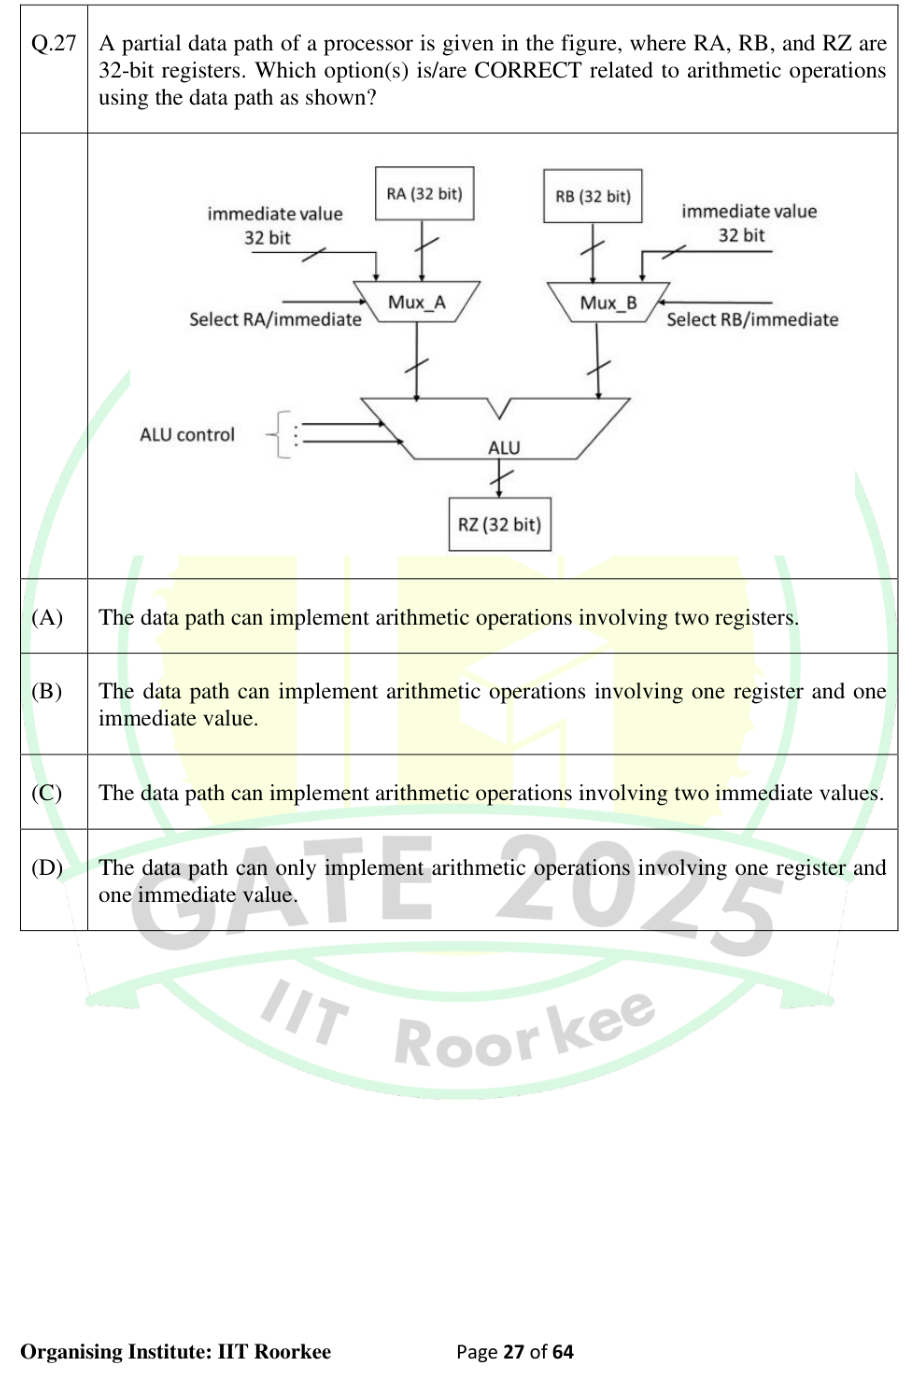 Q.27 A partial data path of a processor is given in the figure, where RA, RB, and RZ are
32-bit registers. Which option(s) is/are CORRECT related to arithmetic operations
using the data path as shown?
RA (32 bit)
RB (32 bit)
immediate value
32 bit
immediate value
32 bit
Mux_A
Mux_B
Select RA/immediate
Select RB/immediate
ALU control
ALU
RZ (32 bit)
(A) The data path can implement arithmetic operations involving two registers.
(B) The data path can implement arithmetic operations involving one register and one
immediate value.
(C) The data path can implement arithmetic operations involving two immediate values.
(D) The data path can only implement arithmetic operations involving one register and
one immediate value.
GATE 2025
IIT Roorkee
Organising Institute: IIT Roorkee Page 27 of 64